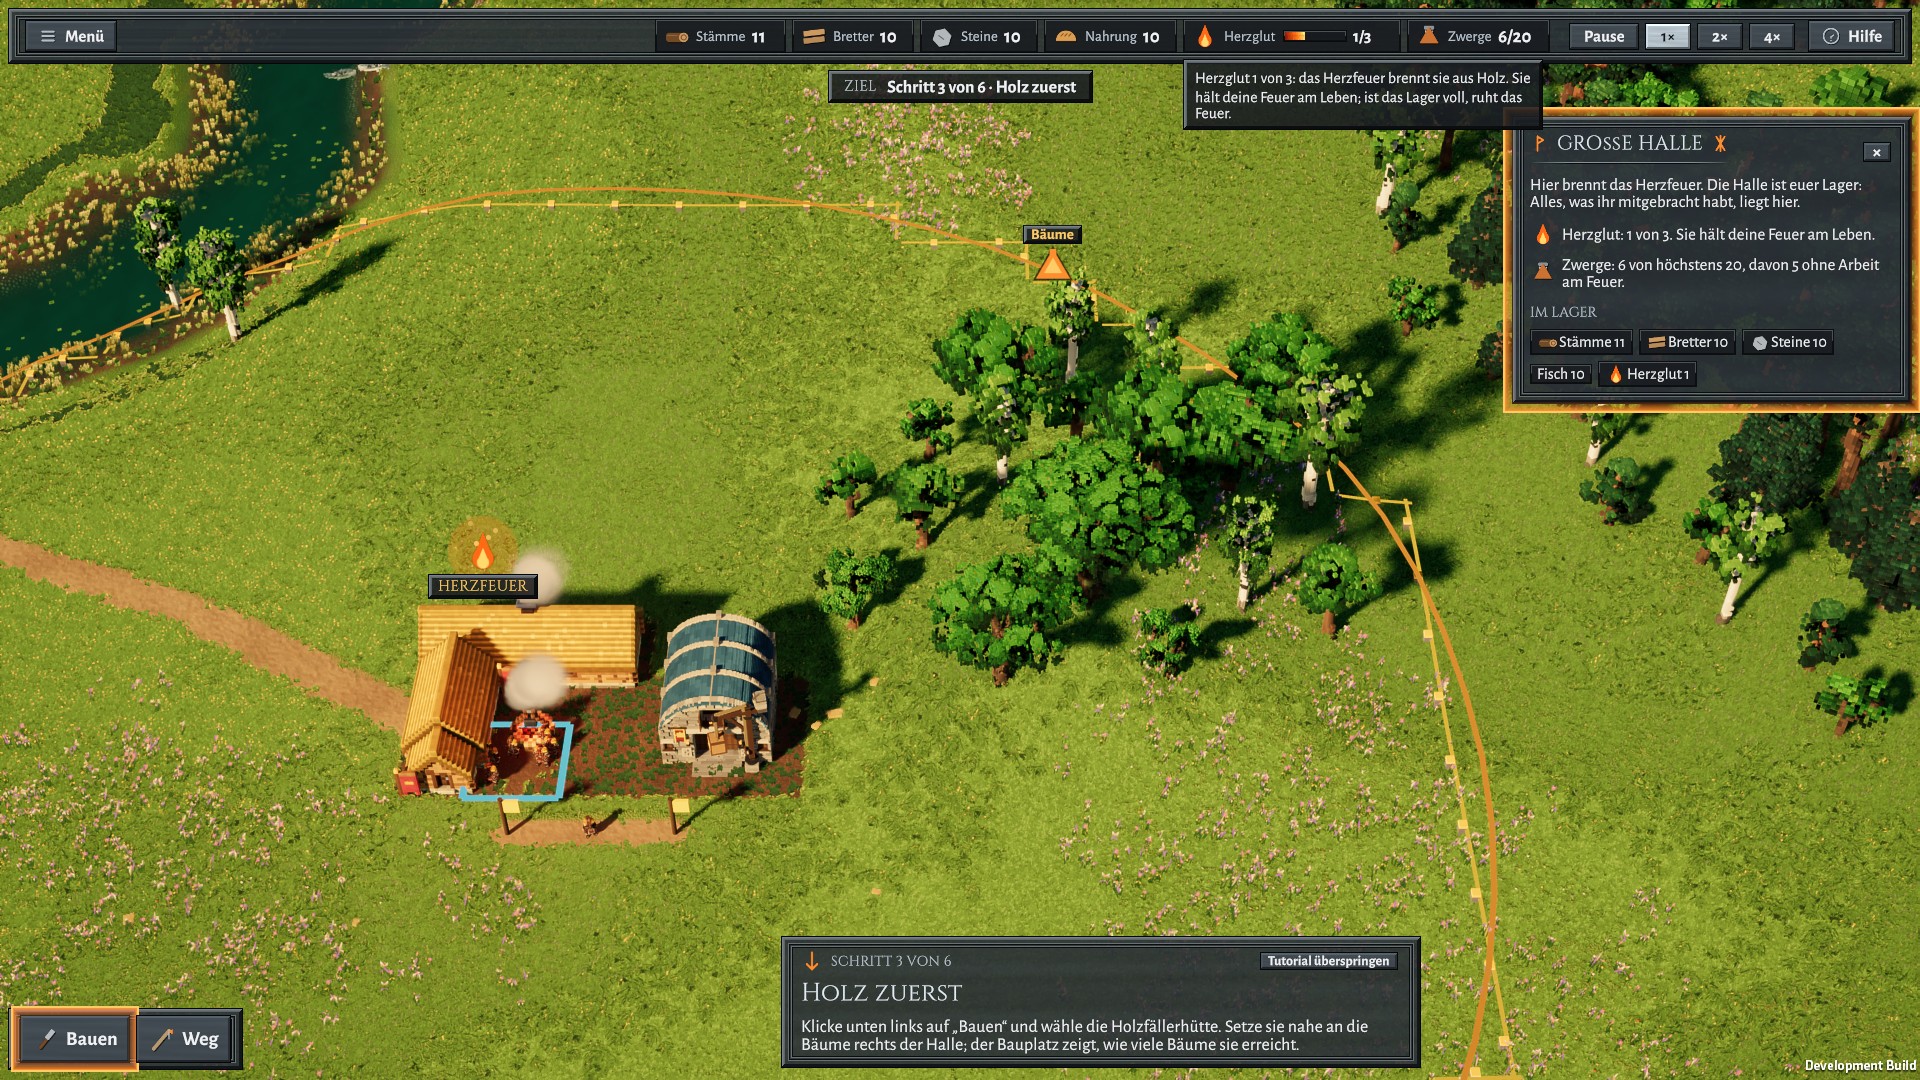 Menü
Stämme 11
Bretter 10
Steine 10
Nahrung 10
Herzglut 1/3
Zwerge 6/20
Pause
1×
2×
4×
Hilfe
ZIEL Schritt 3 von 6 · Holz zuerst
Herzglut 1 von 3: das Herzfeuer brennt sie aus Holz. Sie
hält deine Feuer am Leben; ist das Lager voll, ruht das
Feuer.
GROSSE HALLE
×
Hier brennt das Herzfeuer. Die Halle ist euer Lager:
Alles, was ihr mitgebracht habt, liegt hier.
Herzglut: 1 von 3. Sie hält deine Feuer am Leben.
Zwerge: 6 von höchstens 20, davon 5 ohne Arbeit
am Feuer.
IM LAGER
Stämme 11
Bretter 10
Steine 10
Fisch 10
Herzglut 1
Bäume
HERZFEUER
SCHRITT 3 VON 6
Tutorial überspringen
HOLZ ZUERST
Klicke unten links auf „Bauen“ und wähle die Holzfällerhütte. Setze sie nahe an die
Bäume rechts der Halle; der Bauplatz zeigt, wie viele Bäume sie erreicht.
Bauen
Weg
Development Build